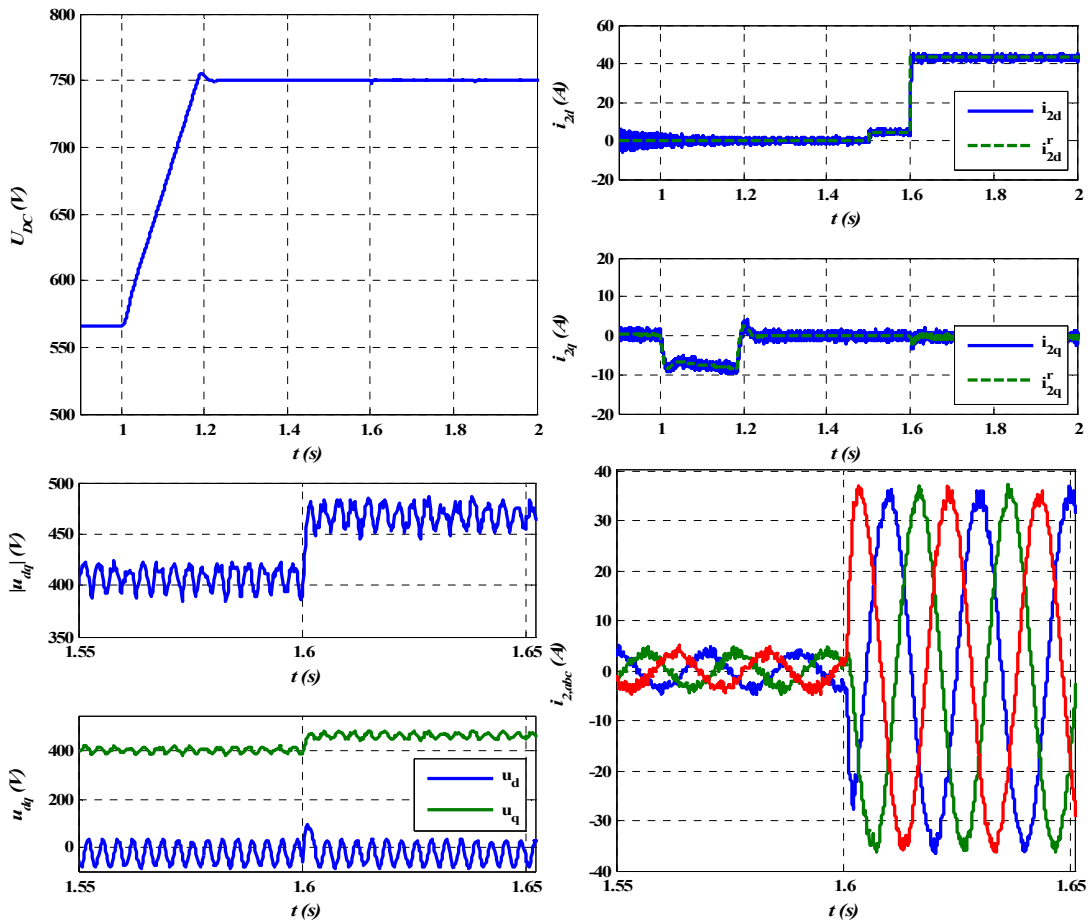 800
750
700
650
600
550
500
U_DC (V)
1 1.2 1.4 1.6 1.8 2
t (s)
60
40
20
0
-20
i_2d (A)
i_2d
i^r_2d
1 1.2 1.4 1.6 1.8 2
t (s)
20
10
0
-10
-20
i_2q (A)
i_2q
i^r_2q
1 1.2 1.4 1.6 1.8 2
t (s)
500
450
400
350
|u_dq| (V)
1.55 1.6 1.65
t (s)
400
200
0
u_dq (V)
u_d
u_q
1.55 1.6 1.65
t (s)
40
30
20
10
0
-10
-20
-30
-40
i_2,abc (A)
1.55 1.6 1.65
t (s)